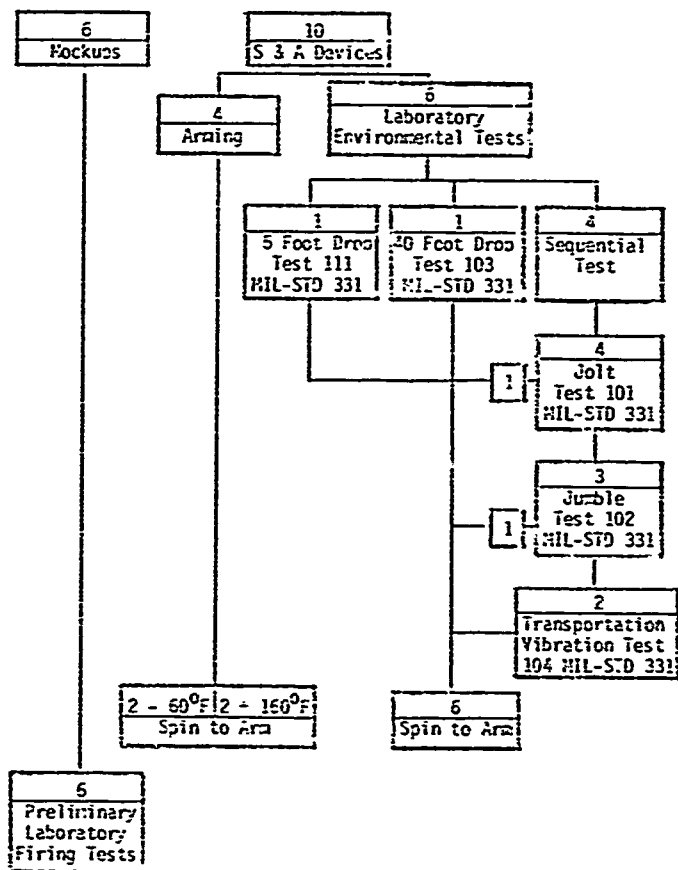 6
Mockups
10
S & A Devices
4
Arming
6
Laboratory
Environmental Tests
1
5 Foot Drop
Test 111
MIL-STD 331
1
40 Foot Drop
Test 103
MIL-STD 331
4
Sequential
Test
1
4
Jolt
Test 101
MIL-STD 331
1
3
Jumble
Test 102
MIL-STD 331
2
Transportation
Vibration Test
104 MIL-STD 331
2 - 60°F 2 + 160°F
Spin to Arm
6
Spin to Arm
6
Preliminary
Laboratory
Firing Tests